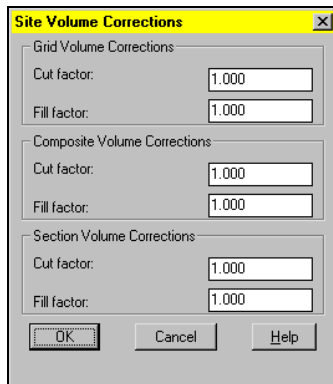 Site Volume Corrections
Grid Volume Corrections
Cut factor: 1.000
Fill factor: 1.000
Composite Volume Corrections
Cut factor: 1.000
Fill factor: 1.000
Section Volume Corrections
Cut factor: 1.000
Fill factor: 1.000
OK Cancel Help